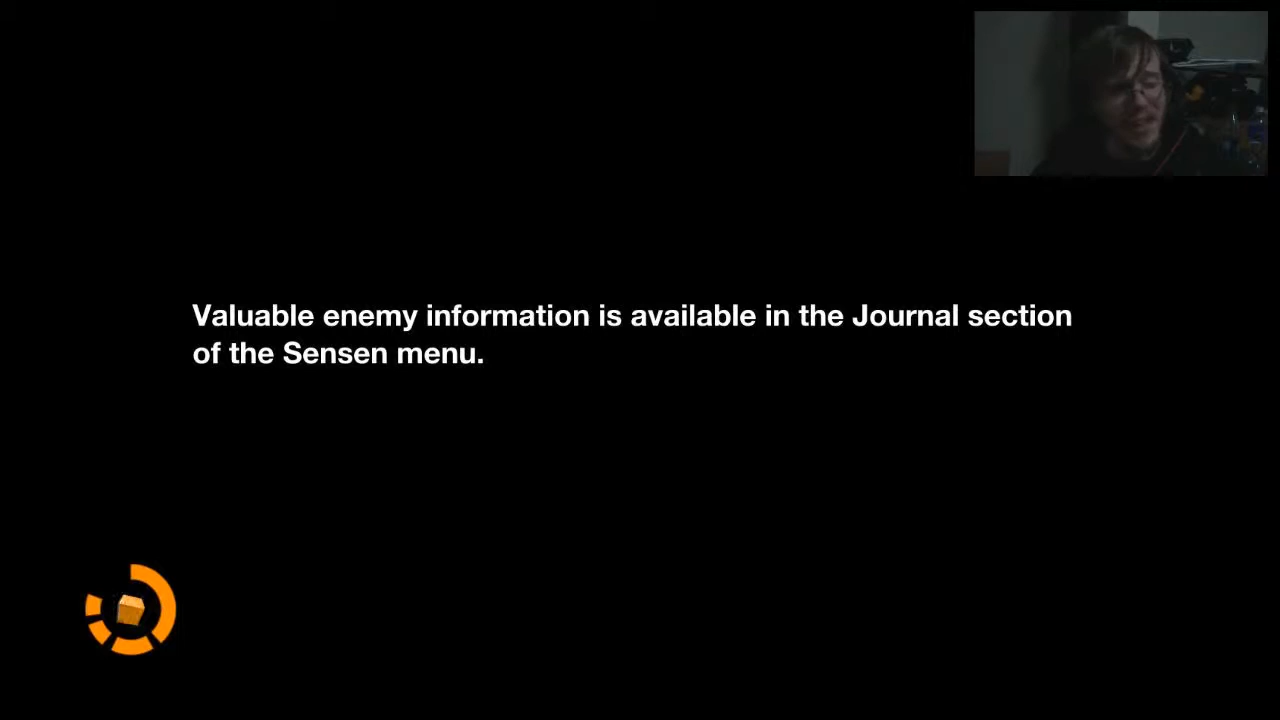 Valuable enemy information is available in the Journal section
of the Sensen menu.